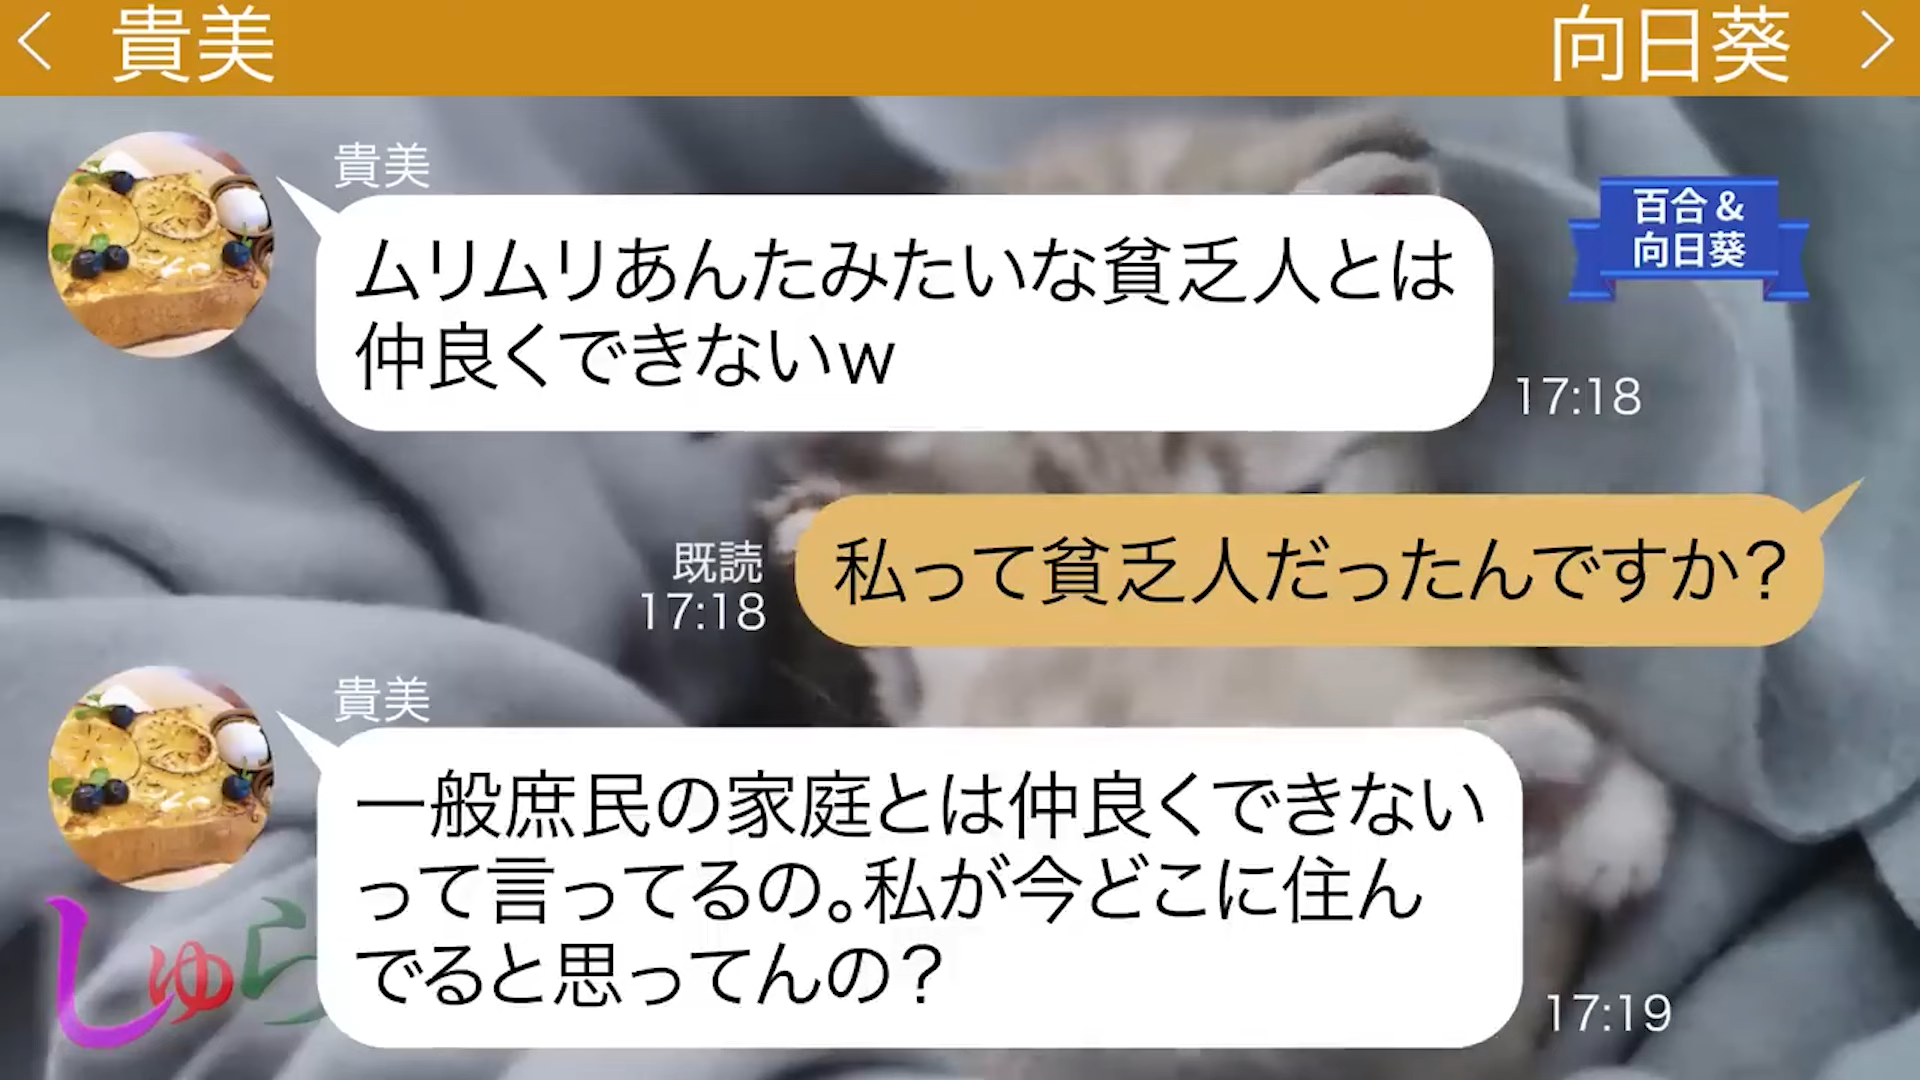 貴美
向日葵
貴美
百合&
向日葵
ムリムリあんたみたいな貧乏人とは
仲良くできないw
17:18
既読
17:18
私って貧乏人だったんですか?
貴美
一般庶民の家庭とは仲良くできない
って言ってるの。私が今どこに住ん
でると思ってんの?
17:19
しゅら